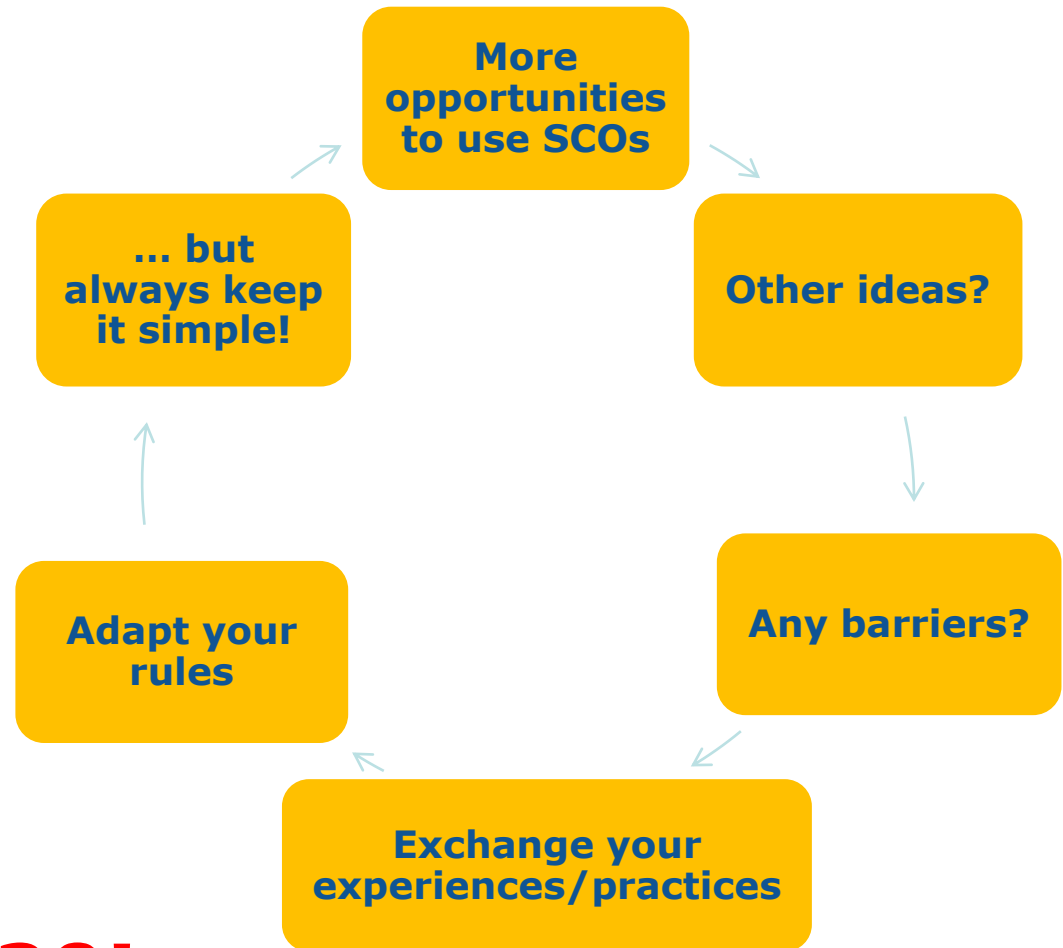 More
opportunities
to use SCOs
Other ideas?
Any barriers?
Exchange your
experiences/practices
Adapt your
rules
... but
always keep
it simple!